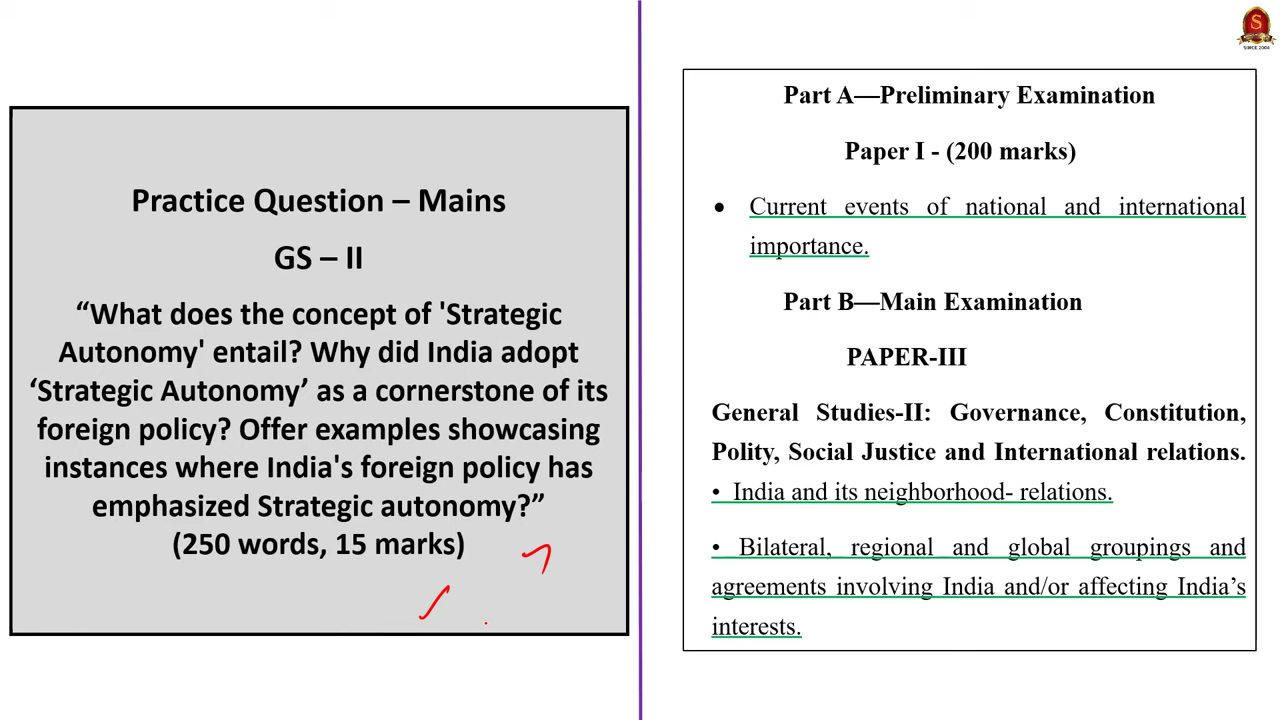 Practice Question – Mains
GS – II
“What does the concept of 'Strategic
Autonomy' entail? Why did India adopt
‘Strategic Autonomy’ as a cornerstone of its
foreign policy? Offer examples showcasing
instances where India's foreign policy has
emphasized Strategic autonomy?”
(250 words, 15 marks)
S
SINCE 2004
Part A—Preliminary Examination
Paper I - (200 marks)
• Current events of national and international
importance.
Part B—Main Examination
PAPER-III
General Studies-II: Governance, Constitution,
Polity, Social Justice and International relations.
• India and its neighborhood- relations.
• Bilateral, regional and global groupings and
agreements involving India and/or affecting India’s
interests.